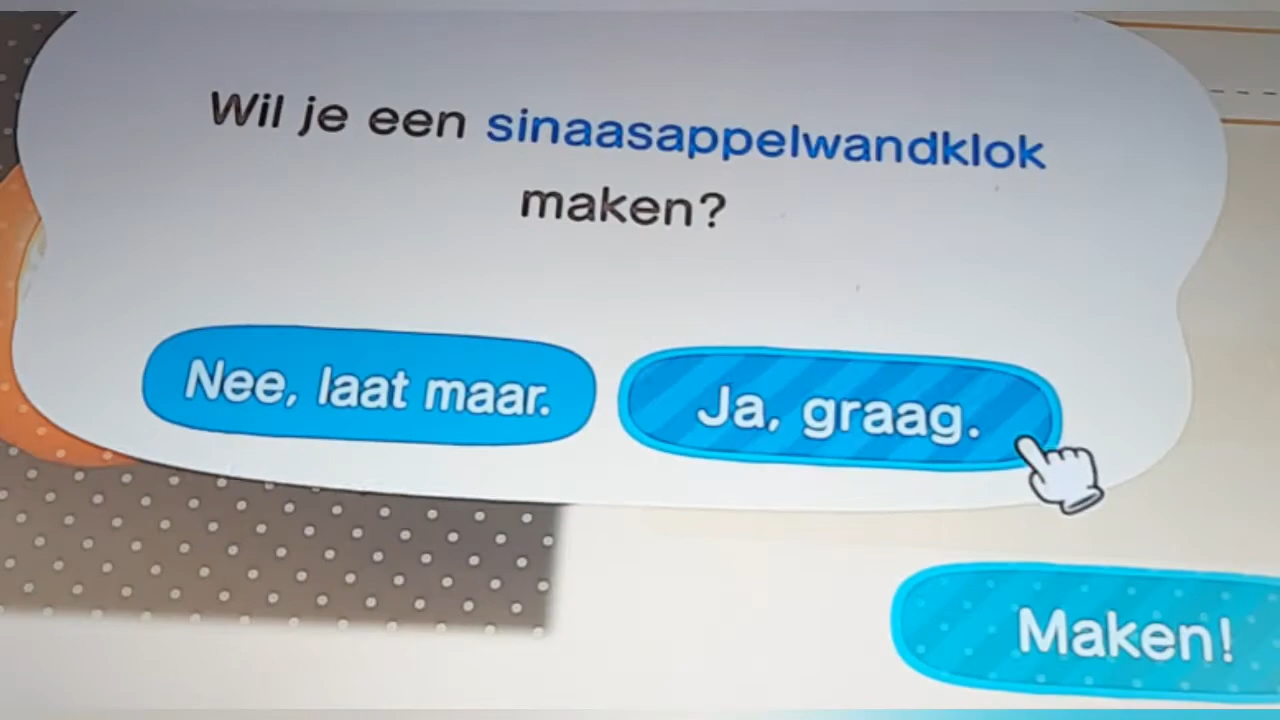 Wil je een sinaasappelwandklok
maken?
Nee, laat maar.
Ja, graag.
Maken!